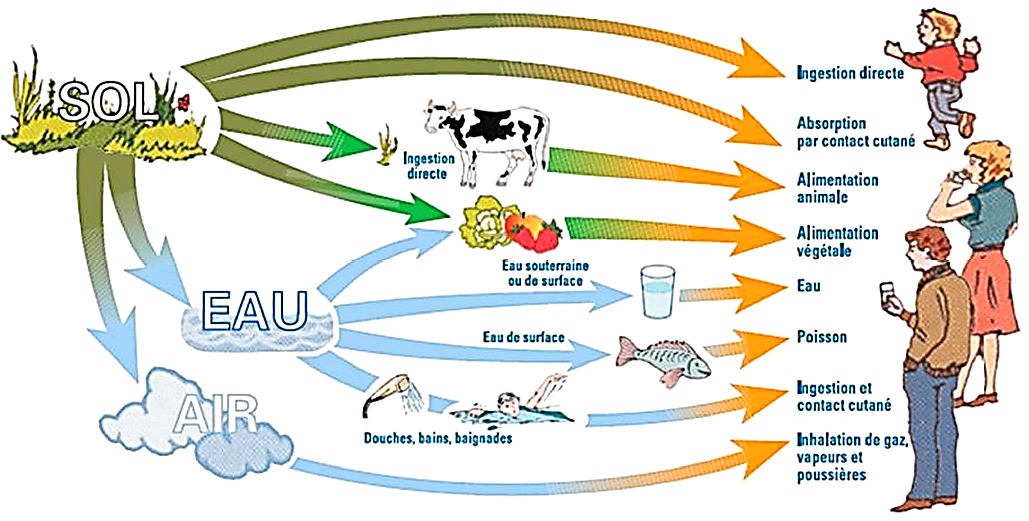 SOL
Ingestion directe
Absorption
par contact cutané
Ingestion
directe
Alimentation
animale
Alimentation
végétale
Eau souterraine
ou de surface
Eau
EAU
Eau de surface
Poisson
Ingestion et
contact cutané
AIR
Douches, bains, baignades
Inhalation de gaz,
vapeurs et
poussières